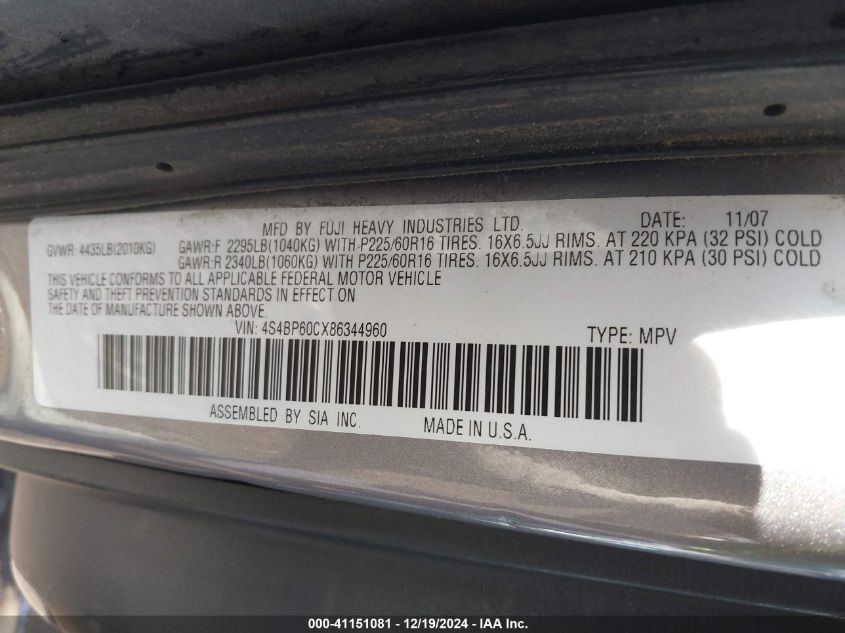 MFD BY FUJI HEAVY INDUSTRIES LTD. DATE: 11/07
GVWR: 4435LB(2010KG) GAWR:F 2295LB(1040KG) WITH-P225/60R16 TIRES. 16X6.5JJ RIMS. AT 220 KPA (32 PSI) COLD
GAWR:R 2340LB(1060KG) WITH P225/60R16 TIRES. 16X6.5JJ RIMS. AT 210 KPA (30 PSI) COLD
THIS VEHICLE CONFORMS TO ALL APPLICABLE FEDERAL MOTOR VEHICLE
SAFETY AND THEFT PREVENTION STANDARDS IN EFFECT ON
THE DATE OF MANUFACTURE SHOWN ABOVE.
VIN: 4S4BP60CX86344960 TYPE: MPV
ASSEMBLED BY SIA INC. MADE IN U.S.A.
000-41151081 - 12/19/2024 - IAA Inc.